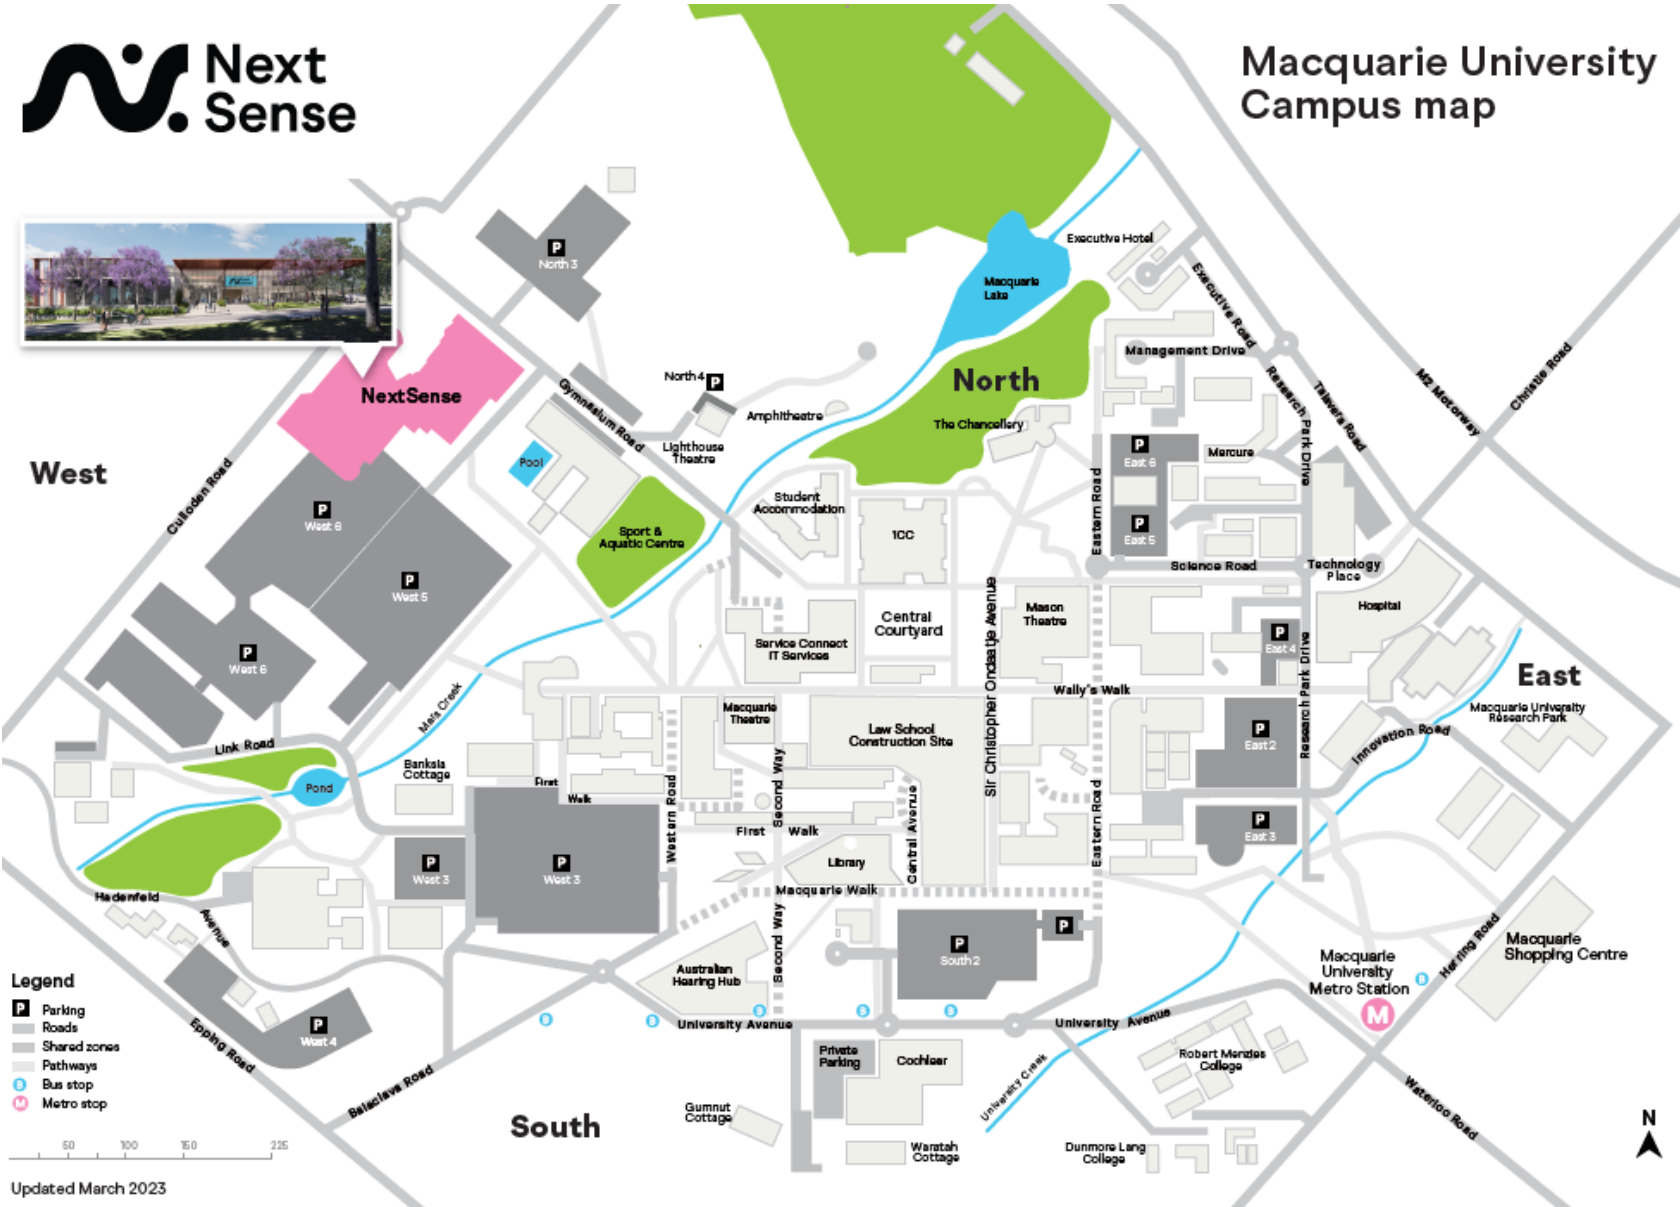 Next
Sense
Macquarie University
Campus map
P
North 3
Executive Hotel
Macquarie
Lake
Executive Road
Management Drive
North
North 4
P
Amphitheatre
The Chancellery
Gymnasium Road
Lighthouse
Theatre
NextSense
Research Park Drive
Talavera Road
M2 Motorway
Christie Road
West
Culloden Road
Pool
P
East 6
Mercure
Student
Accommodation
P
West 6
Sport &
Aquatic Centre
1CC
Eastern Road
P
East 5
Science Road
Technology
Place
P
West 5
Hospital
Central
Courtyard
Mason
Theatre
Sir Christopher Ondaatje Avenue
Service Connect
IT Services
P
East 4
Research Park Drive
P
West 6
Wally's Walk
East
Macquarie University
Research Park
Mars Creek
Macquarie
Theatre
Law School
Construction Site
P
East 2
Innovation Road
Link Road
Banksia
Cottage
Pond
First
Walk
Western Road
Second Way
First Walk
Central Avenue
Eastern Road
P
East 3
P
West 3
P
West 3
Library
Macquarie Walk
Hadenfeld
Avenue
P
South 2
P
Second Way
Australian
Hearing Hub
Macquarie
University
Metro Station
M
B
Herring Road
Macquarie
Shopping Centre
Legend
P Parking
Roads
Shared zones
Pathways
B Bus stop
M Metro stop
P
West 4
Epping Road
Balaclava Road
B
B
B
B
B
University Avenue
University Avenue
Private
Parking
Cochlear
University Creek
Robert Menzies
College
Waterloo Road
South
Gumnut
Cottage
Waratah
Cottage
Dunmore Lang
College
N
50 100 150 225
Updated March 2023